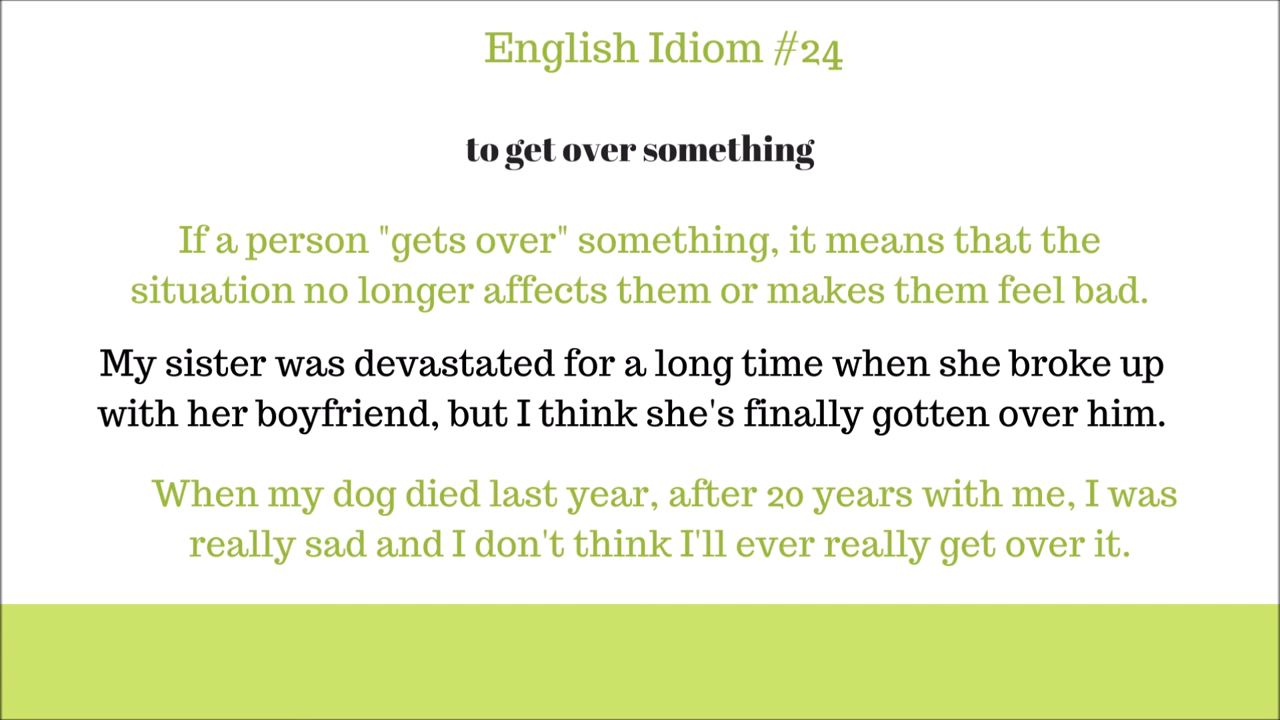 English Idiom #24
to get over something
If a person "gets over" something, it means that the
situation no longer affects them or makes them feel bad.
My sister was devastated for a long time when she broke up
with her boyfriend, but I think she's finally gotten over him.
When my dog died last year, after 20 years with me, I was
really sad and I don't think I'll ever really get over it.